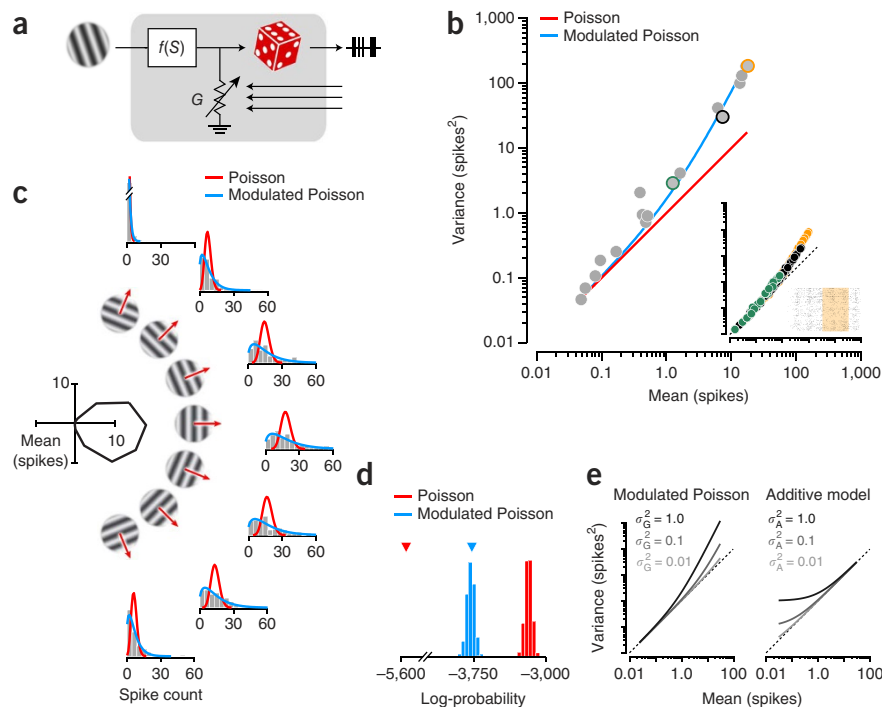 a
f(S)
G
b
Poisson
Modulated Poisson
Variance (spikes²)
1,000
100
10
1.0
0.1
0.01
0.01 0.1 1.0 10 100 1,000
Mean (spikes)
c
Poisson
Modulated Poisson
0 30
0 30 60
0 30 60
0 30 60
0 30 60
0 30 60
0 30 60
10
Mean
(spikes)
10
Spike count
d
Poisson
Modulated Poisson
–5,600 –3,750 –3,000
Log-probability
e
Modulated Poisson
σ²G = 1.0
σ²G = 0.1
σ²G = 0.01
Additive model
σ²A = 1.0
σ²A = 0.1
σ²A = 0.01
Variance (spikes²)
0.01 1.0 100
0.01 1.0 100
Mean (spikes)